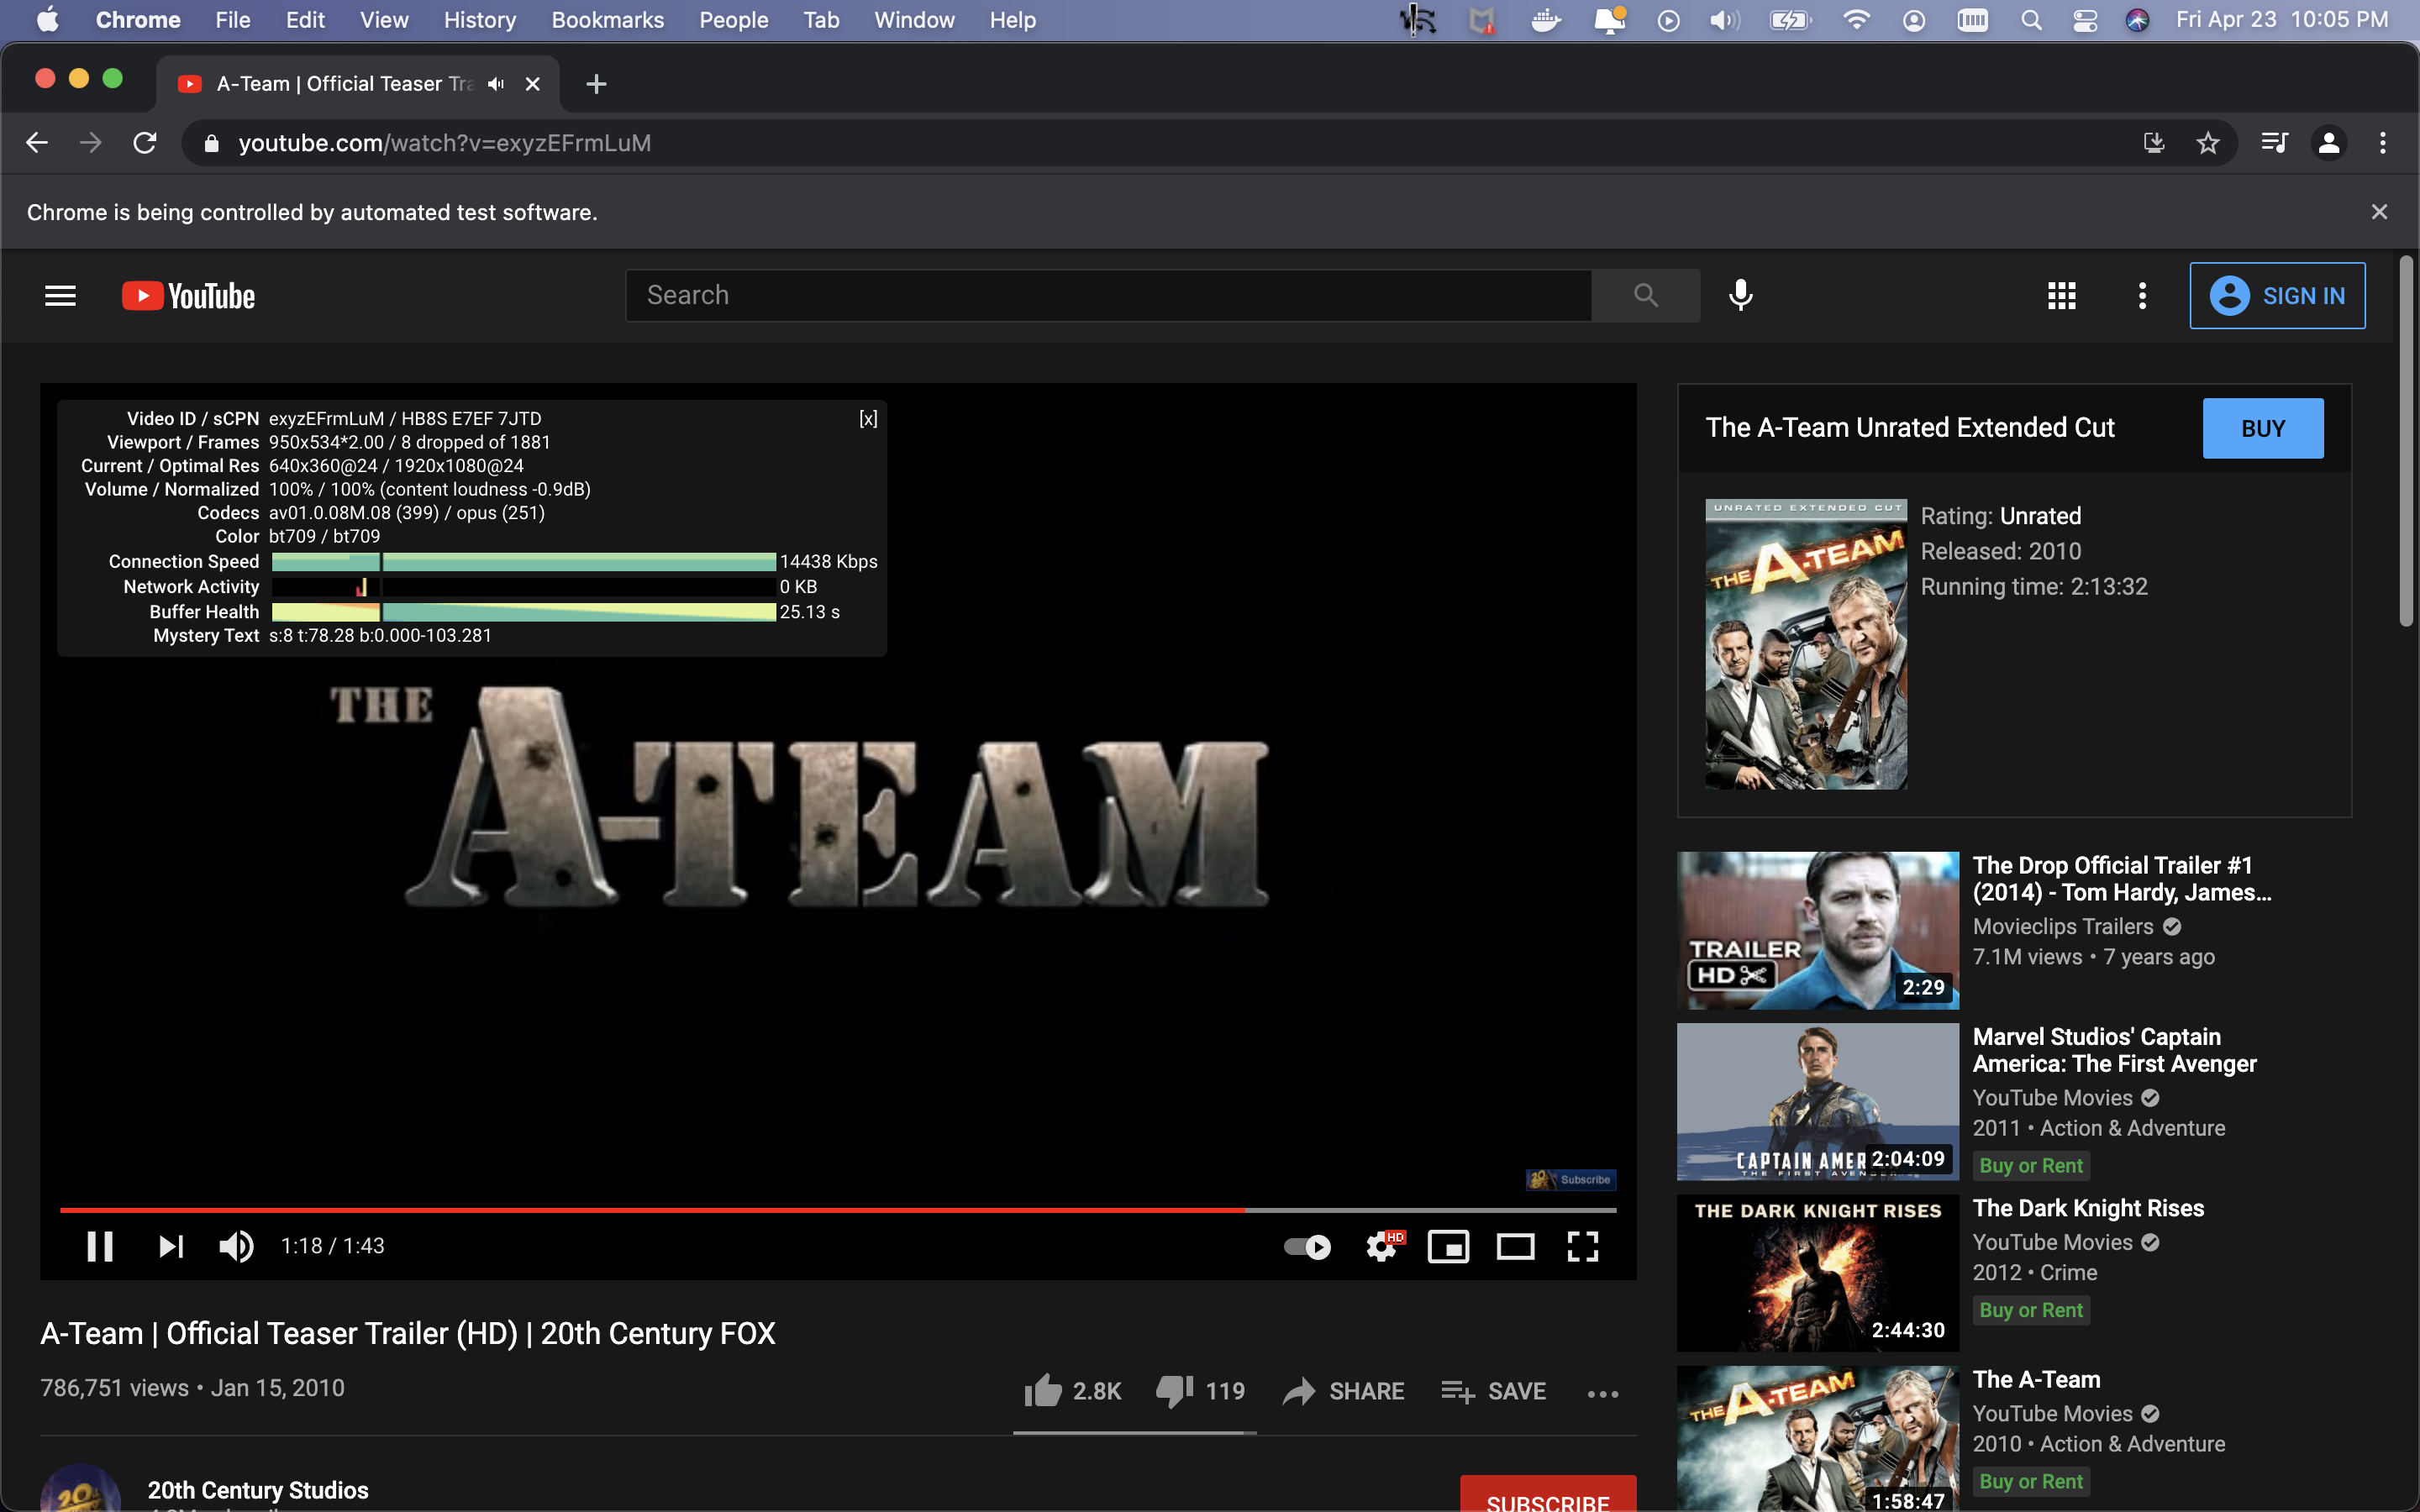 Chrome File Edit View History Bookmarks People Tab Window Help Fri Apr 23 10:05 PM
A-Team | Official Teaser Tra
youtube.com/watch?v=exyzEFrmLuM
Chrome is being controlled by automated test software.
YouTube
Search
SIGN IN
Video ID / sCPN exyzEFrmLuM / HB8S E7EF 7JTD [x]
Viewport / Frames 950x534*2.00 / 8 dropped of 1881
Current / Optimal Res 640x360@24 / 1920x1080@24
Volume / Normalized 100% / 100% (content loudness -0.9dB)
Codecs av01.0.08M.08 (399) / opus (251)
Color bt709 / bt709
Connection Speed 14438 Kbps
Network Activity 0 KB
Buffer Health 25.13 s
Mystery Text s:8 t:78.28 b:0.000-103.281
THE
A-TEAM
Subscribe
1:18 / 1:43
HD
A-Team | Official Teaser Trailer (HD) | 20th Century FOX
786,751 views • Jan 15, 2010
2.8K 119 SHARE SAVE
20th Century Studios
SUBSCRIBE
The A-Team Unrated Extended Cut
BUY
UNRATED EXTENDED CUT
THE A-TEAM
Rating: Unrated
Released: 2010
Running time: 2:13:32
TRAILER
HD
2:29
The Drop Official Trailer #1
(2014) - Tom Hardy, James...
Movieclips Trailers
7.1M views • 7 years ago
CAPTAIN AMER
THE FIRST AVENGER
2:04:09
Marvel Studios' Captain
America: The First Avenger
YouTube Movies
2011 • Action & Adventure
Buy or Rent
THE DARK KNIGHT RISES
2:44:30
The Dark Knight Rises
YouTube Movies
2012 • Crime
Buy or Rent
THE A-TEAM
1:58:47
The A-Team
YouTube Movies
2010 • Action & Adventure
Buy or Rent